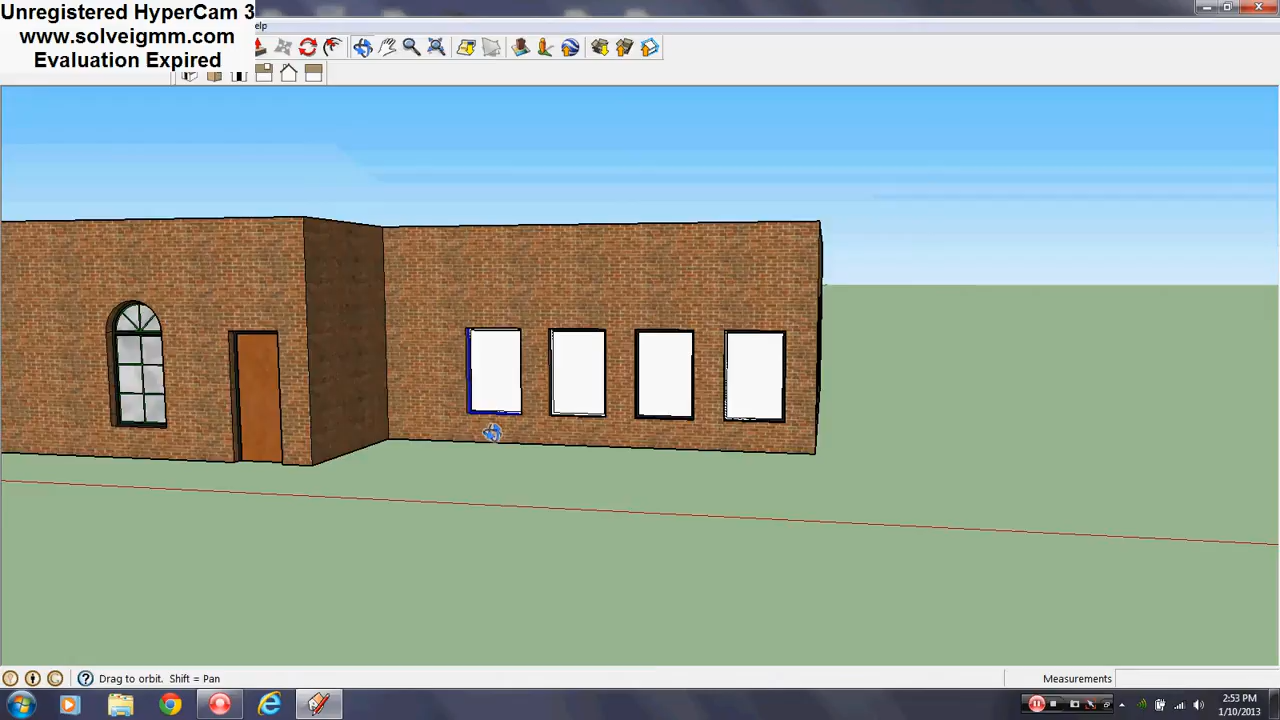 Unregistered HyperCam 3
www.solveigmm.com
Evaluation Expired
elp
Drag to orbit. Shift = Pan
Measurements
2:53 PM
1/10/2013